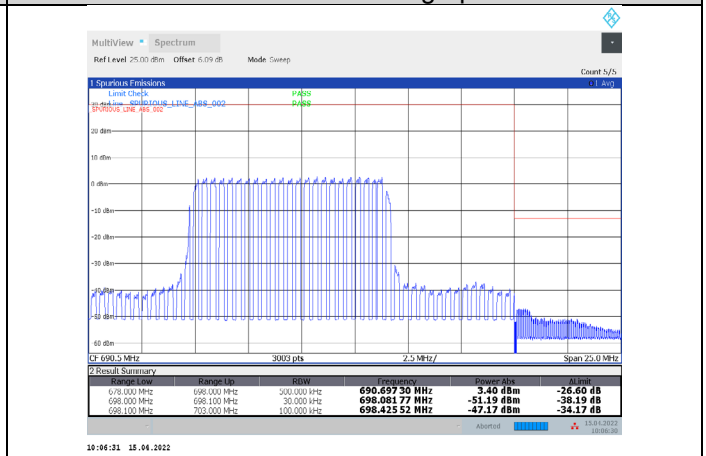 MultiView Spectrum
Ref Level 25.00 dBm Offset 6.09 dB Mode Sweep
Count 5/5
1 Spurious Emissions 1 Avg
Limit Check PASS
Line SPURIOUS_LINE_ABS_002 PASS
SPURIOUS_LINE_ABS_002
20 dBm
10 dBm
0 dBm
-10 dBm
-20 dBm
-30 dBm
-40 dBm
-50 dBm
-60 dBm
CF 690.5 MHz 3003 pts 2.5 MHz/ Span 25.0 MHz
2 Result Summary
Range Low Range Up RBW Frequency Power Abs ΔLimit
678.000 MHz 698.000 MHz 500.000 kHz 690.697 30 MHz 3.40 dBm -26.60 dB
698.000 MHz 698.100 MHz 30.000 kHz 698.081 77 MHz -51.19 dBm -38.19 dB
698.100 MHz 703.000 MHz 100.000 kHz 698.425 52 MHz -47.17 dBm -34.17 dB
Aborted 15.04.2022
10:06:30
10:06:31 15.04.2022